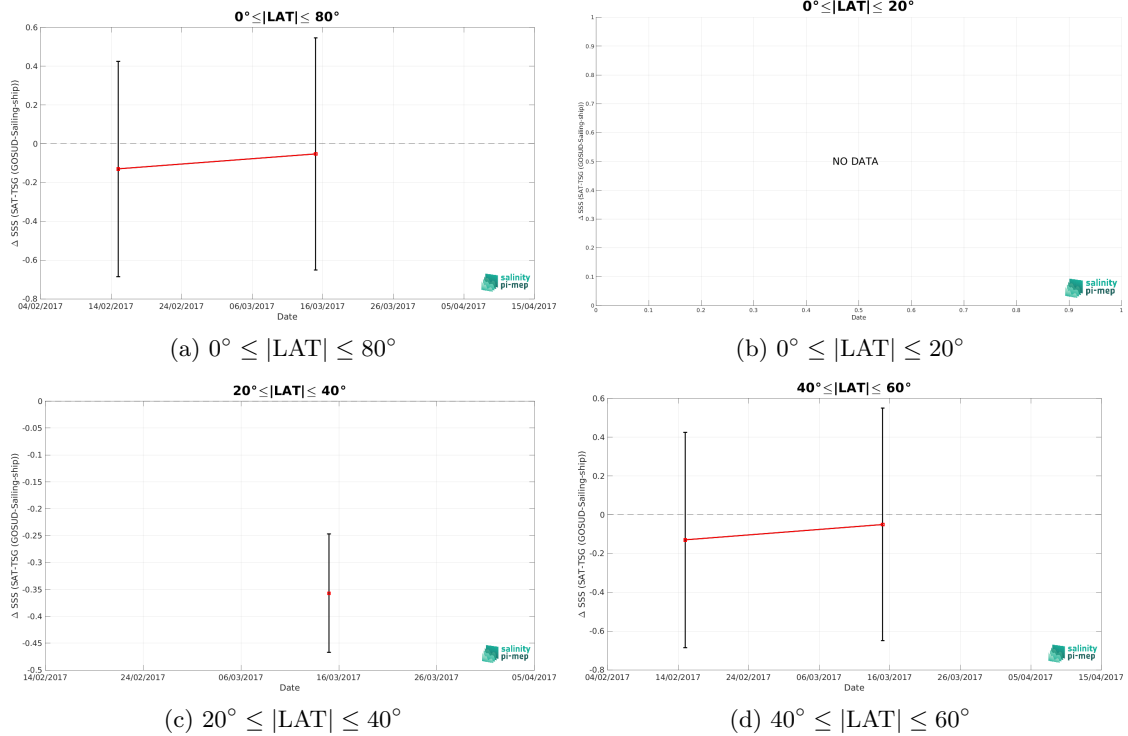 0°≤|LAT|≤ 80°
Δ SSS (SAT-TSG (GOSUD-Sailing-ship))
0.6
0.4
0.2
0
-0.2
-0.4
-0.6
-0.8
04/02/2017 14/02/2017 24/02/2017 06/03/2017 16/03/2017 26/03/2017 05/04/2017 15/04/2017
Date
salinity
pi-mep
(a) 0° ≤ |LAT| ≤ 80°
0°≤|LAT|≤ 20°
Δ SSS (SAT-TSG (GOSUD-Sailing-ship))
1
0.9
0.8
0.7
0.6
0.5
0.4
0.3
0.2
0.1
0
NO DATA
0 0.1 0.2 0.3 0.4 0.5 0.6 0.7 0.8 0.9 1
Date
salinity
pi-mep
(b) 0° ≤ |LAT| ≤ 20°
20°≤|LAT|≤ 40°
Δ SSS (SAT-TSG (GOSUD-Sailing-ship))
0
-0.05
-0.1
-0.15
-0.2
-0.25
-0.3
-0.35
-0.4
-0.45
-0.5
14/02/2017 24/02/2017 06/03/2017 16/03/2017 26/03/2017 05/04/2017
Date
salinity
pi-mep
(c) 20° ≤ |LAT| ≤ 40°
40°≤|LAT|≤ 60°
Δ SSS (SAT-TSG (GOSUD-Sailing-ship))
0.6
0.4
0.2
0
-0.2
-0.4
-0.6
-0.8
04/02/2017 14/02/2017 24/02/2017 06/03/2017 16/03/2017 26/03/2017 05/04/2017 15/04/2017
Date
salinity
pi-mep
(d) 40° ≤ |LAT| ≤ 60°